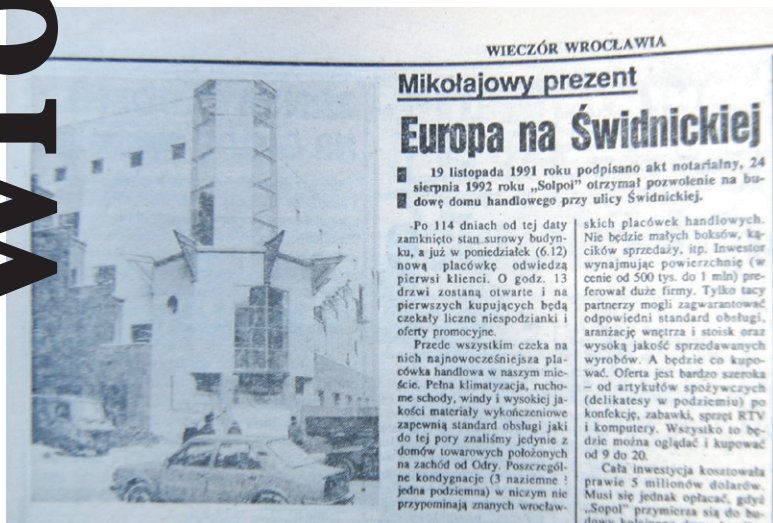 WIO
WIECZÓR WROCŁAWIA
Mikołajowy prezent
Europa na Świdnickiej
19 listopada 1991 roku podpisano akt notarialny, 24
sierpnia 1992 roku „Solpol" otrzymał pozwolenie na bu-
dowę domu handlowego przy ulicy Świdnickiej.
-Po 114 dniach od tej daty
zamknięto stan surowy budyn-
ku, a już w poniedziałek (6.12)
nową placówkę odwiedzą
pierwsi klienci. O godz. 13
drzwi zostaną otwarte i na
pierwszych kupujących będą
czekały liczne niespodzianki i
oferty promocyjne.
Przede wszystkim czeka na
nich najnowocześniejsza pla-
cówka handlowa w naszym mie-
ście. Pełna klimatyzacja, rucho-
me schody, windy i wysokiej ja-
kości materiały wykończeniowe
zapewnią standard obsługi jaki
do tej pory znaliśmy jedynie z
domów towarowych położonych
na zachód od Odry. Poszczegól-
ne kondygnacje (3 naziemne !
jedna podziemna) w niczym nie
przypominają znanych wrocław-
skich placówek handlowych.
Nie będzie małych boksów, ką-
cików sprzedaży, itp. Inwestor
wynajmując powierzchnię (w
cenie od 500 tys. do 1 mln) pre-
ferował duże firmy. Tylko tacy
partnerzy mogli zagwarantować
odpowiedni standard obsługi,
aranżację wnętrza i stoisk oraz
wysoką jakość sprzedawanych
wyrobów. A będzie co kupo-
wać. Oferta jest bardzo szeroka
– od artykułów spożywczych
(delikatesy w podziemiu) po
konfekcję, zabawki, sprzęt RTV
i komputery. Wszystko to bę-
dzie można oglądać i kupować
od 9 do 20.
Cała inwestycja kosztowała
prawie 5 milionów dolarów.
Musi się jednak opłacać, gdyż
„Sopol" przymierza się do bu-